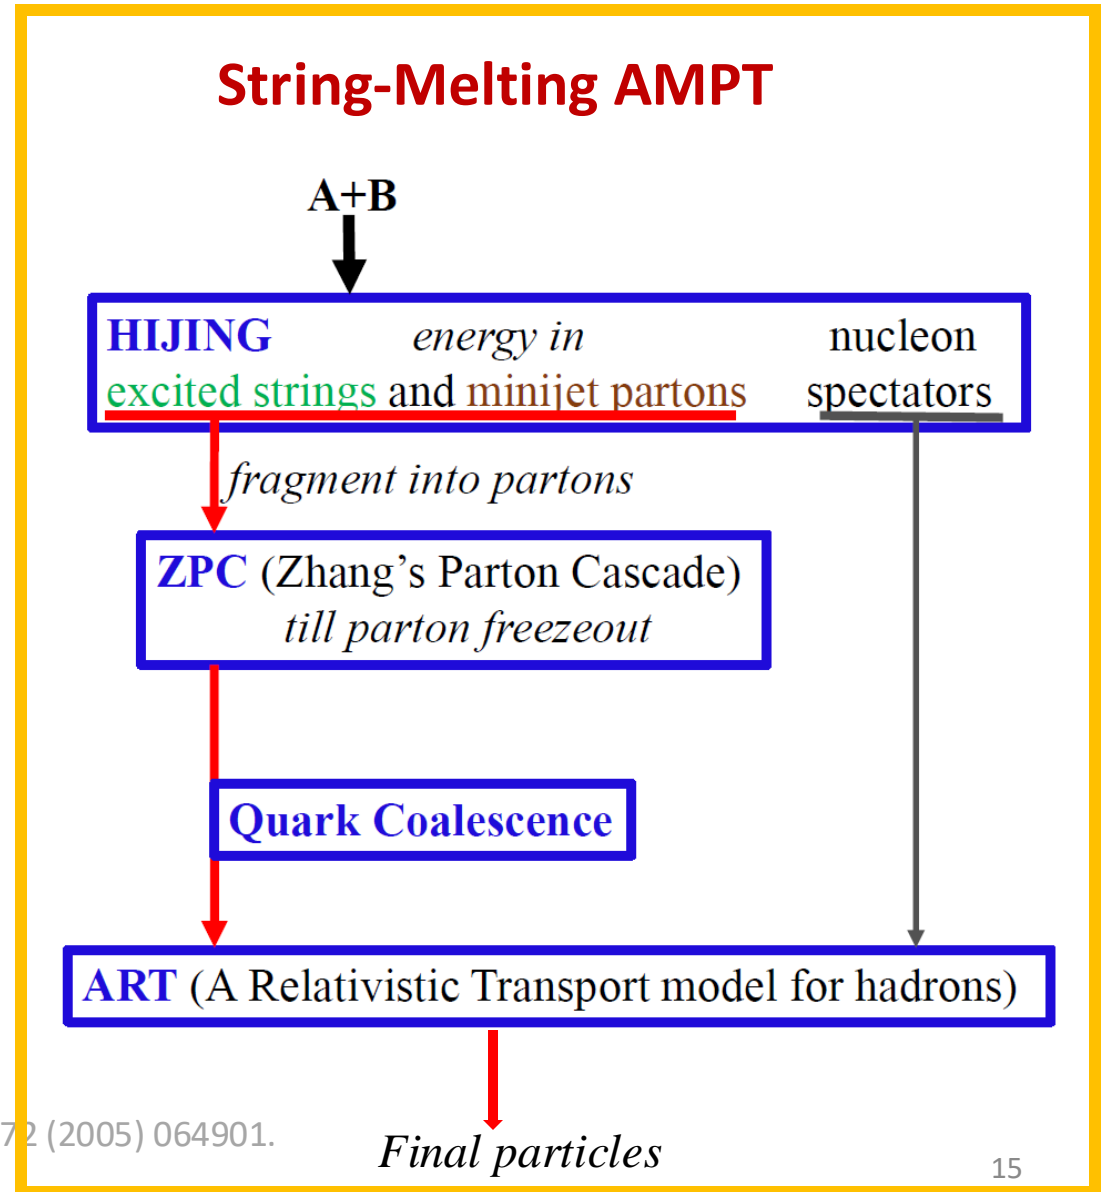 String-Melting AMPT
A+B
HIJING energy in nucleon
excited strings and minijet partons spectators
fragment into partons
ZPC (Zhang’s Parton Cascade)
till parton freezeout
Quark Coalescence
ART (A Relativistic Transport model for hadrons)
72 (2005) 064901.
Final particles
15